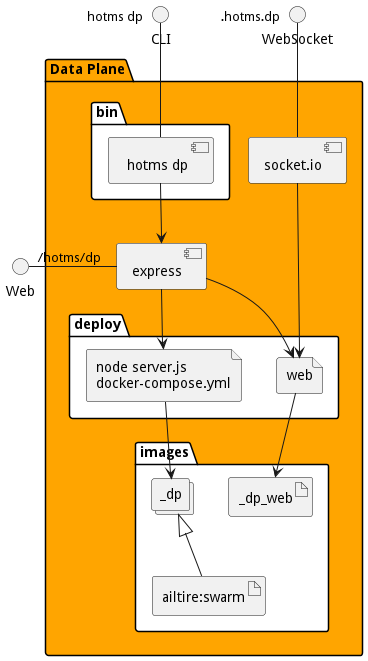 hotms dp
.hotms.dp
CLI
WebSocket
Data Plane
bin
hotms dp
socket.io
/hotms/dp
express
Web
deploy
node server.js
docker-compose.yml
web
images
_dp
_dp_web
ailtire:swarm